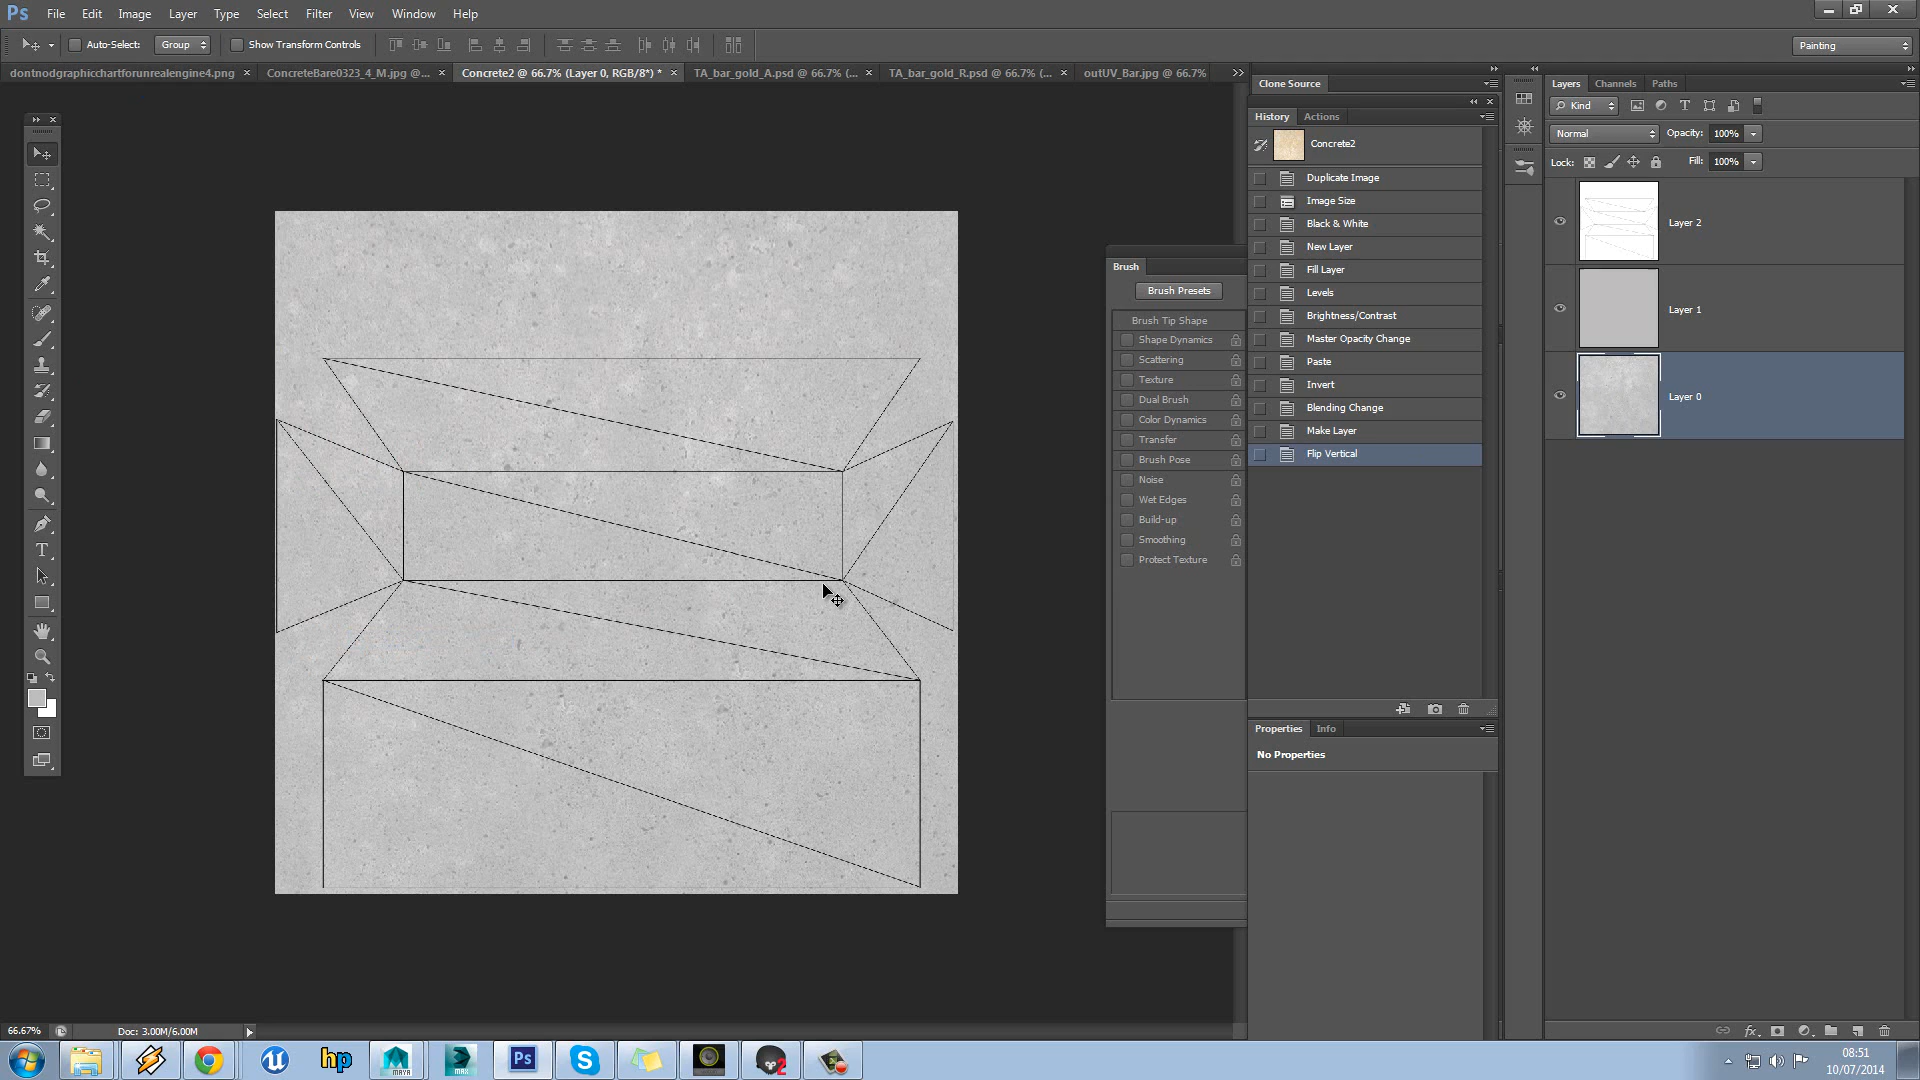 Ps File Edit Image Layer Type Select Filter View Window Help
Auto-Select: Group Show Transform Controls Painting
dontnodgraphicchartforunrealengine4.png ConcreteBare0323_4_M.jpg @... Concrete2 @ 66.7% (Layer 0, RGB/8*) * TA_bar_gold_A.psd @ 66.7% (... TA_bar_gold_R.psd @ 66.7% (... outUV_Bar.jpg @ 66.7%
Clone Source
History Actions
Concrete2
Duplicate Image
Image Size
Black & White
New Layer
Fill Layer
Levels
Brightness/Contrast
Master Opacity Change
Paste
Invert
Blending Change
Make Layer
Flip Vertical
Brush
Brush Presets
Brush Tip Shape
Shape Dynamics
Scattering
Texture
Dual Brush
Color Dynamics
Transfer
Brush Pose
Noise
Wet Edges
Build-up
Smoothing
Protect Texture
Properties Info
No Properties
Layers Channels Paths
Kind
Normal Opacity: 100%
Lock: Fill: 100%
Layer 2
Layer 1
Layer 0
66.67% Doc: 3.00M/6.00M
hp MAYA MAX Ps 2
08:51
10/07/2014